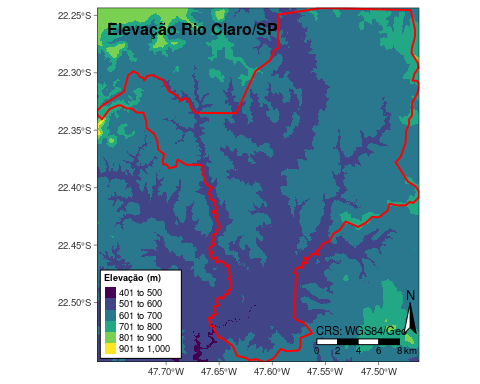 Elevação Rio Claro/SP
22.25°S
22.30°S
22.35°S
22.40°S
22.45°S
22.50°S
Elevação (m)
401 to 500
501 to 600
601 to 700
701 to 800
801 to 900
901 to 1,000
N
CRS: WGS84/Geo
0 2 4 6 8 km
47.70°W
47.65°W
47.60°W
47.55°W
47.50°W